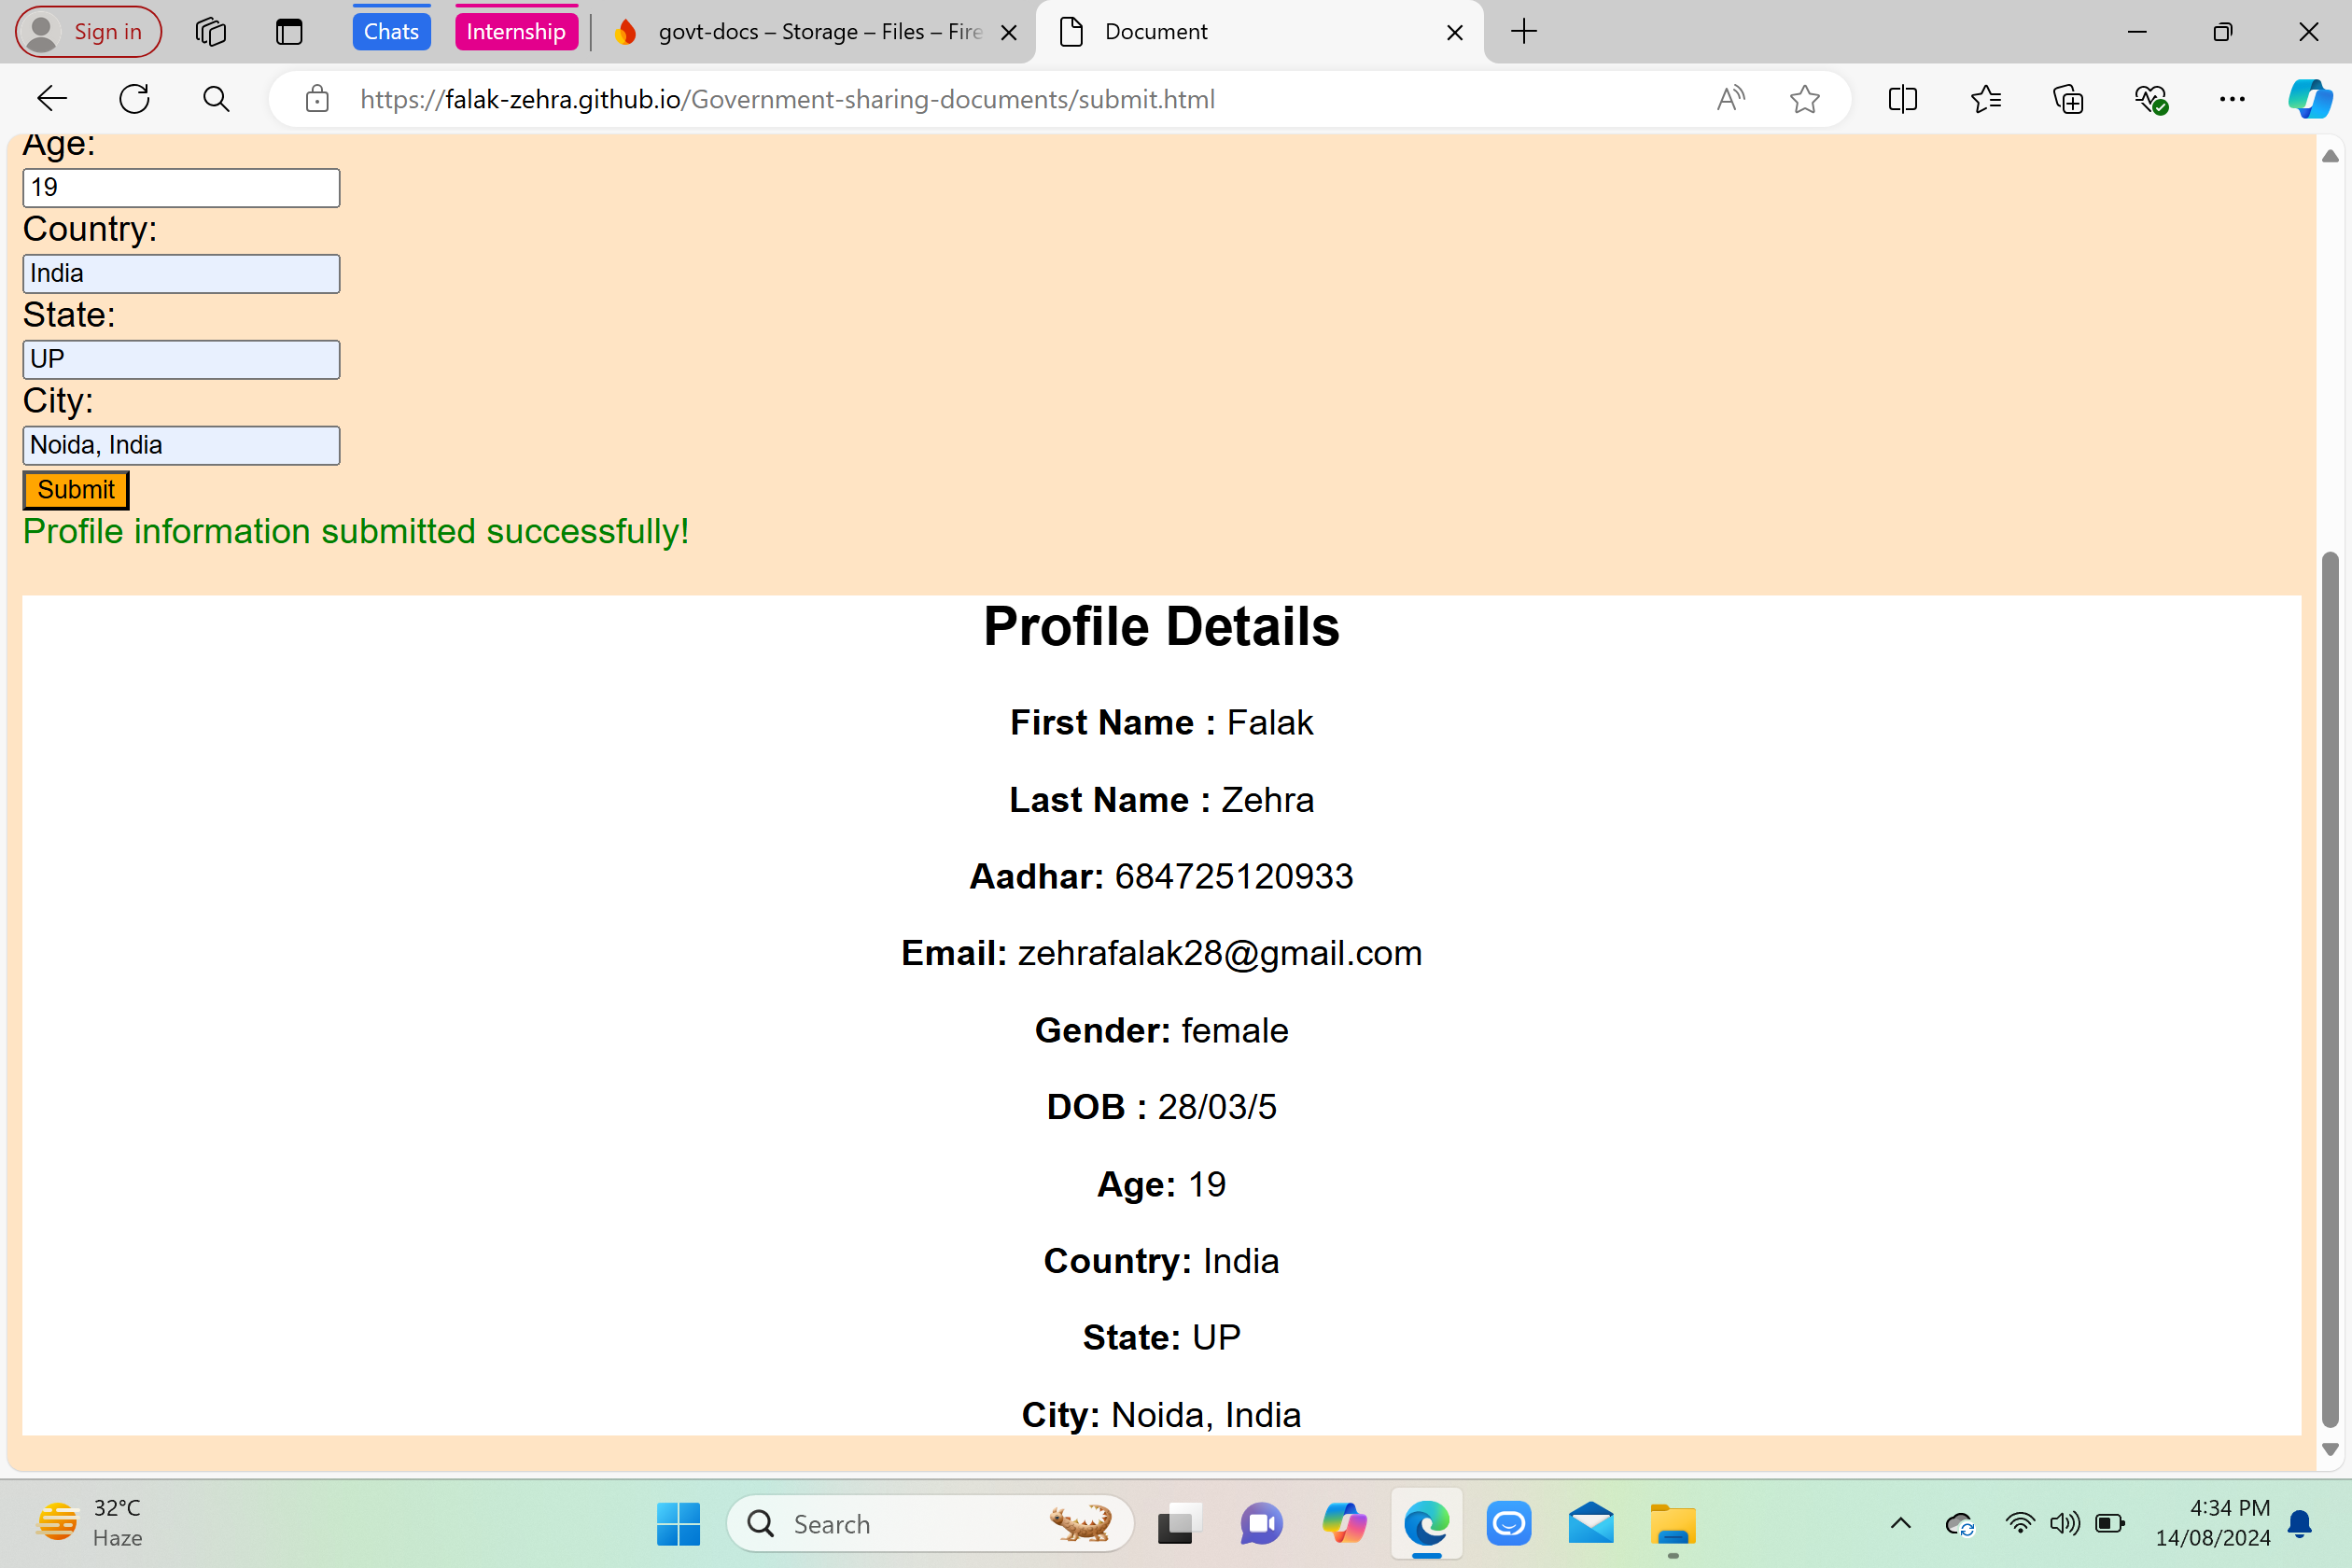 Sign in
Chats
Internship
govt-docs – Storage – Files – Fire
Document
https://falak-zehra.github.io/Government-sharing-documents/submit.html
Age:
19
Country:
India
State:
UP
City:
Noida, India
Submit
Profile information submitted successfully!
Profile Details
First Name : Falak
Last Name : Zehra
Aadhar: 684725120933
Email: zehrafalak28@gmail.com
Gender: female
DOB : 28/03/5
Age: 19
Country: India
State: UP
City: Noida, India
32°C
Haze
Search
4:34 PM
14/08/2024